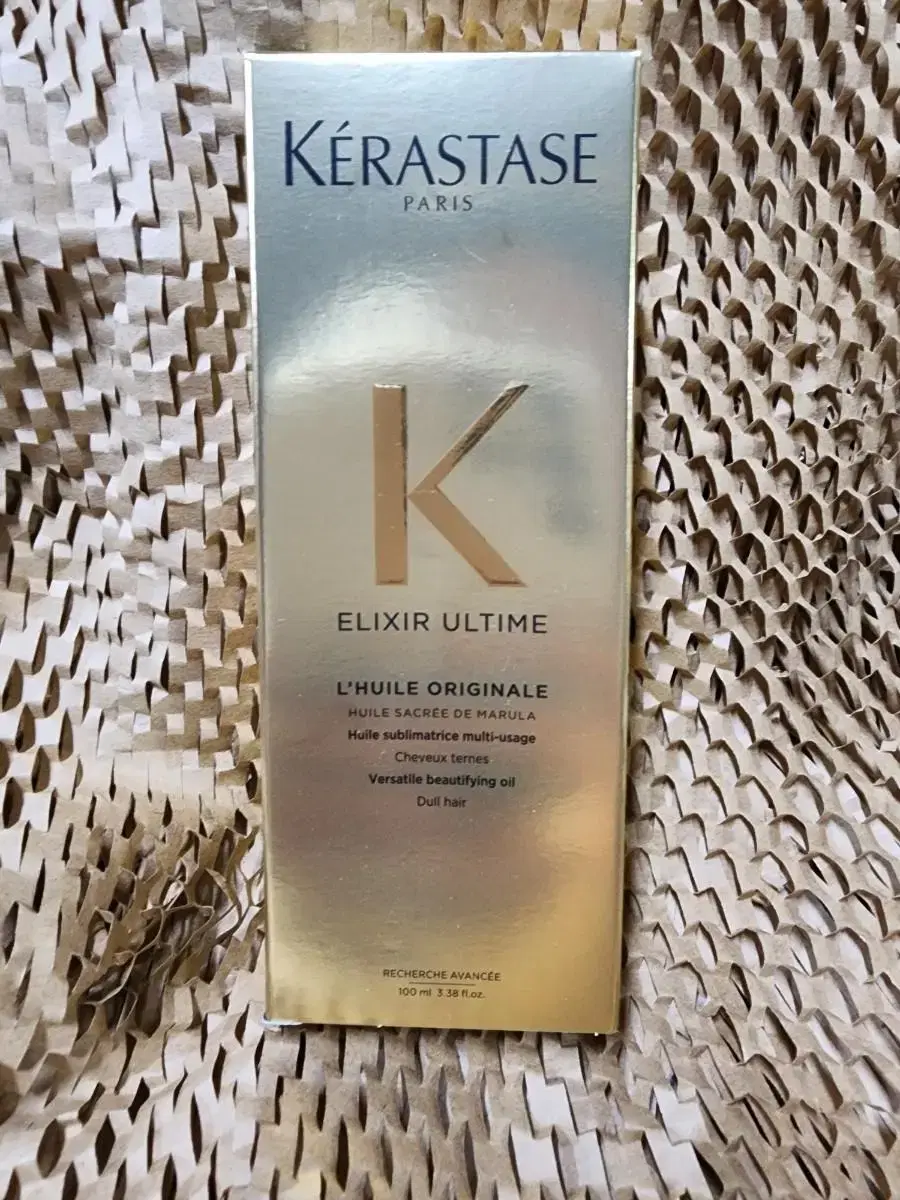 KÉRASTASE
PARIS
K
ELIXIR ULTIME
L'HUILE ORIGINALE
HUILE SACRÉE DE MARULA
Huile sublimatrice multi-usage
Cheveux ternes
Versatile beautifying oil
Dull hair
RECHERCHE AVANCÉE
100 ml 3.38 fl.oz.